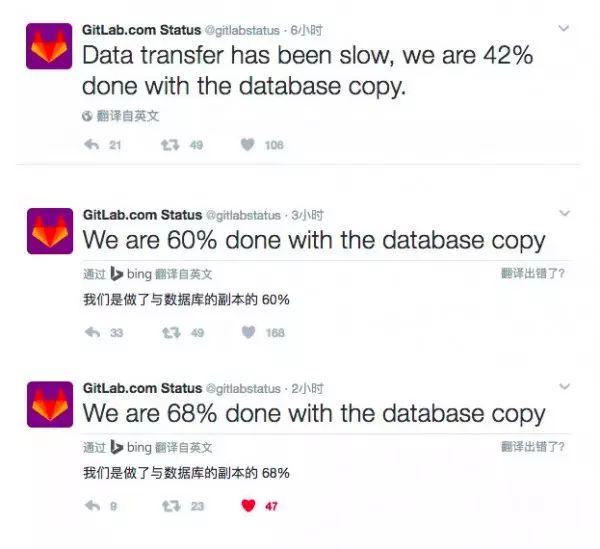 GitLab.com Status @gitlabstatus · 6小时
Data transfer has been slow, we are 42%
done with the database copy.
翻译自英文
21 49 106
GitLab.com Status @gitlabstatus · 3小时
We are 60% done with the database copy
通过 bing 翻译自英文 翻译出错了?
我们是做了与数据库的副本的 60%
33 49 168
GitLab.com Status @gitlabstatus · 2小时
We are 68% done with the database copy
通过 bing 翻译自英文 翻译出错了?
我们是做了与数据库的副本的 68%
9 23 47